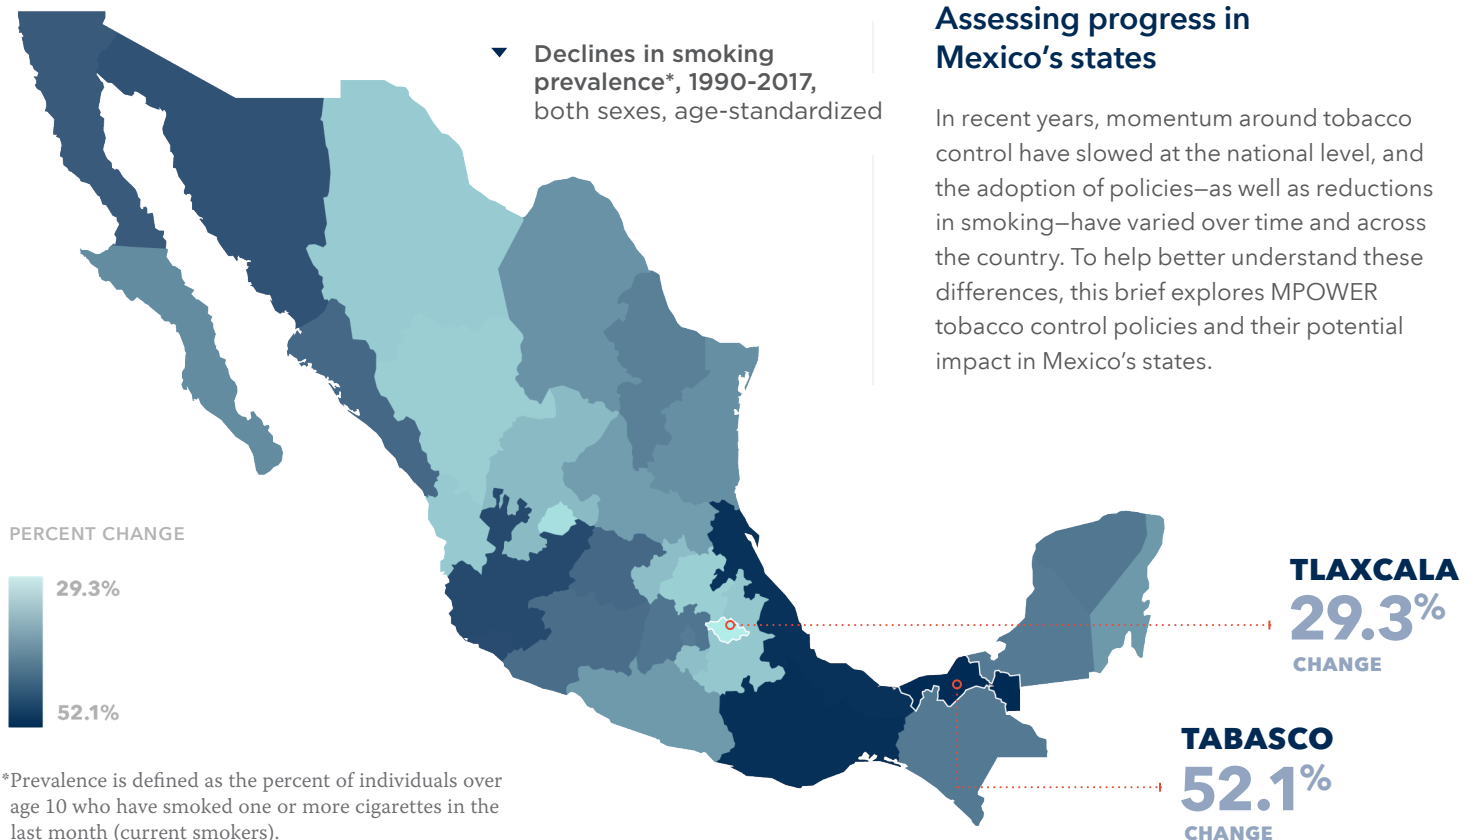 Declines in smoking
prevalence*, 1990-2017,
both sexes, age-standardized
Assessing progress in
Mexico’s states
In recent years, momentum around tobacco
control have slowed at the national level, and
the adoption of policies—as well as reductions
in smoking—have varied over time and across
the country. To help better understand these
differences, this brief explores MPOWER
tobacco control policies and their potential
impact in Mexico’s states.
PERCENT CHANGE
29.3%
52.1%
TLAXCALA
29.3%
CHANGE
TABASCO
52.1%
CHANGE
*Prevalence is defined as the percent of individuals over
age 10 who have smoked one or more cigarettes in the
last month (current smokers).